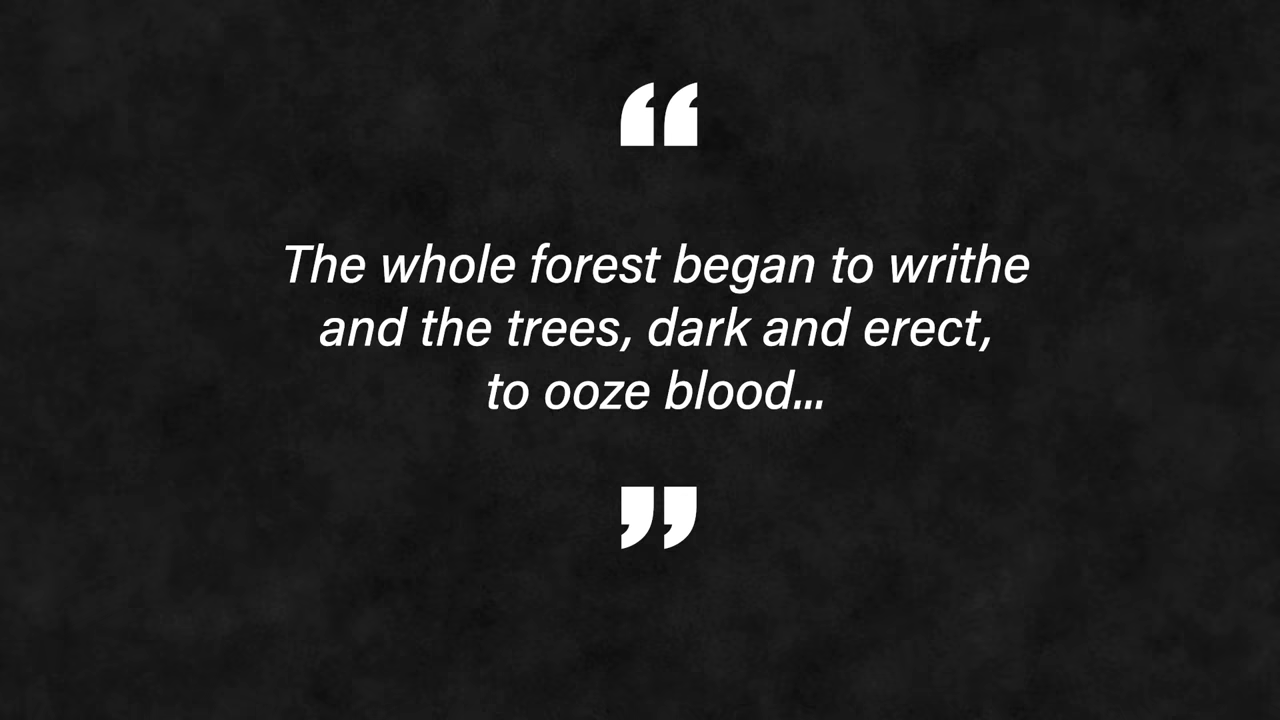 “
The whole forest began to writhe
and the trees, dark and erect,
to ooze blood...
”